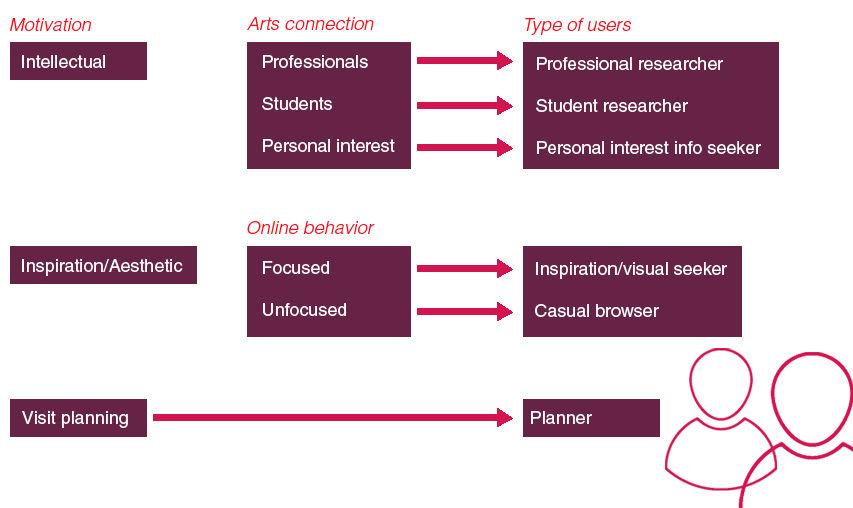 Motivation
Arts connection
Type of users
Intellectual
Professionals
Professional researcher
Students
Student researcher
Personal interest
Personal interest info seeker
Online behavior
Inspiration/Aesthetic
Focused
Inspiration/visual seeker
Unfocused
Casual browser
Visit planning
Planner